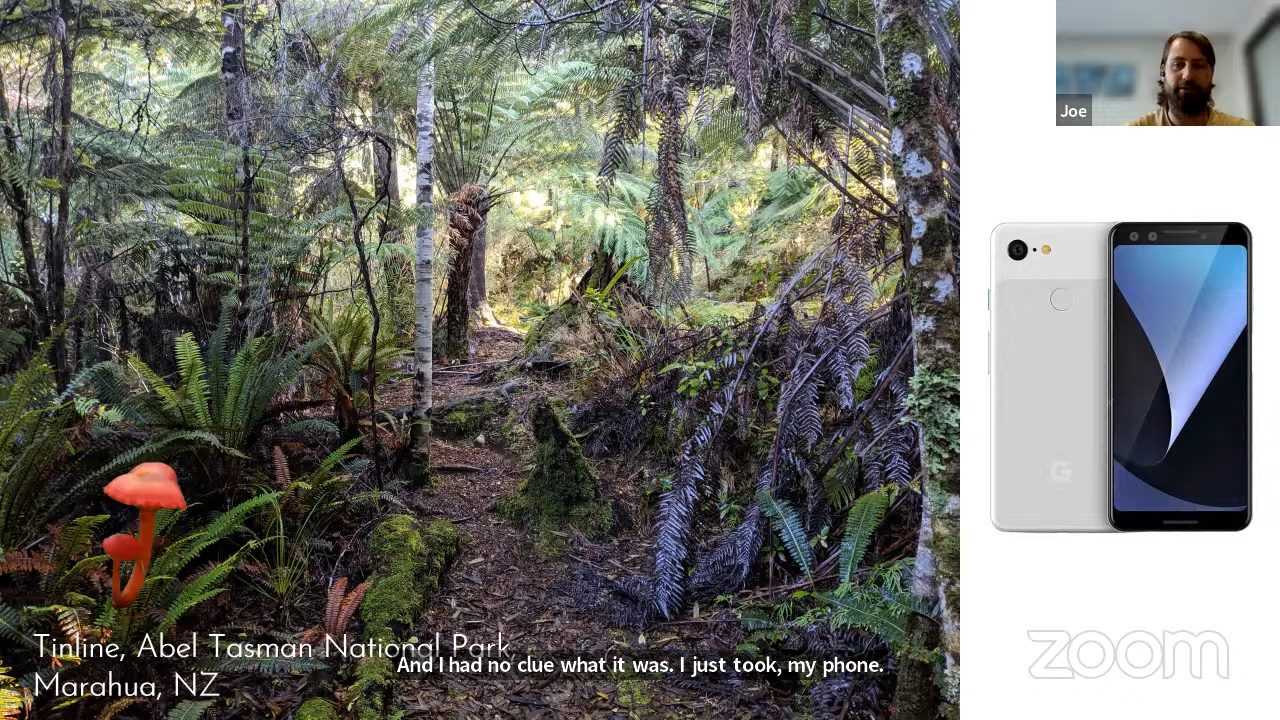 Joe
Tinline, Abel Tasman National Park,
Marahua, NZ
And I had no clue what it was. I just took, my phone.
G
zoom